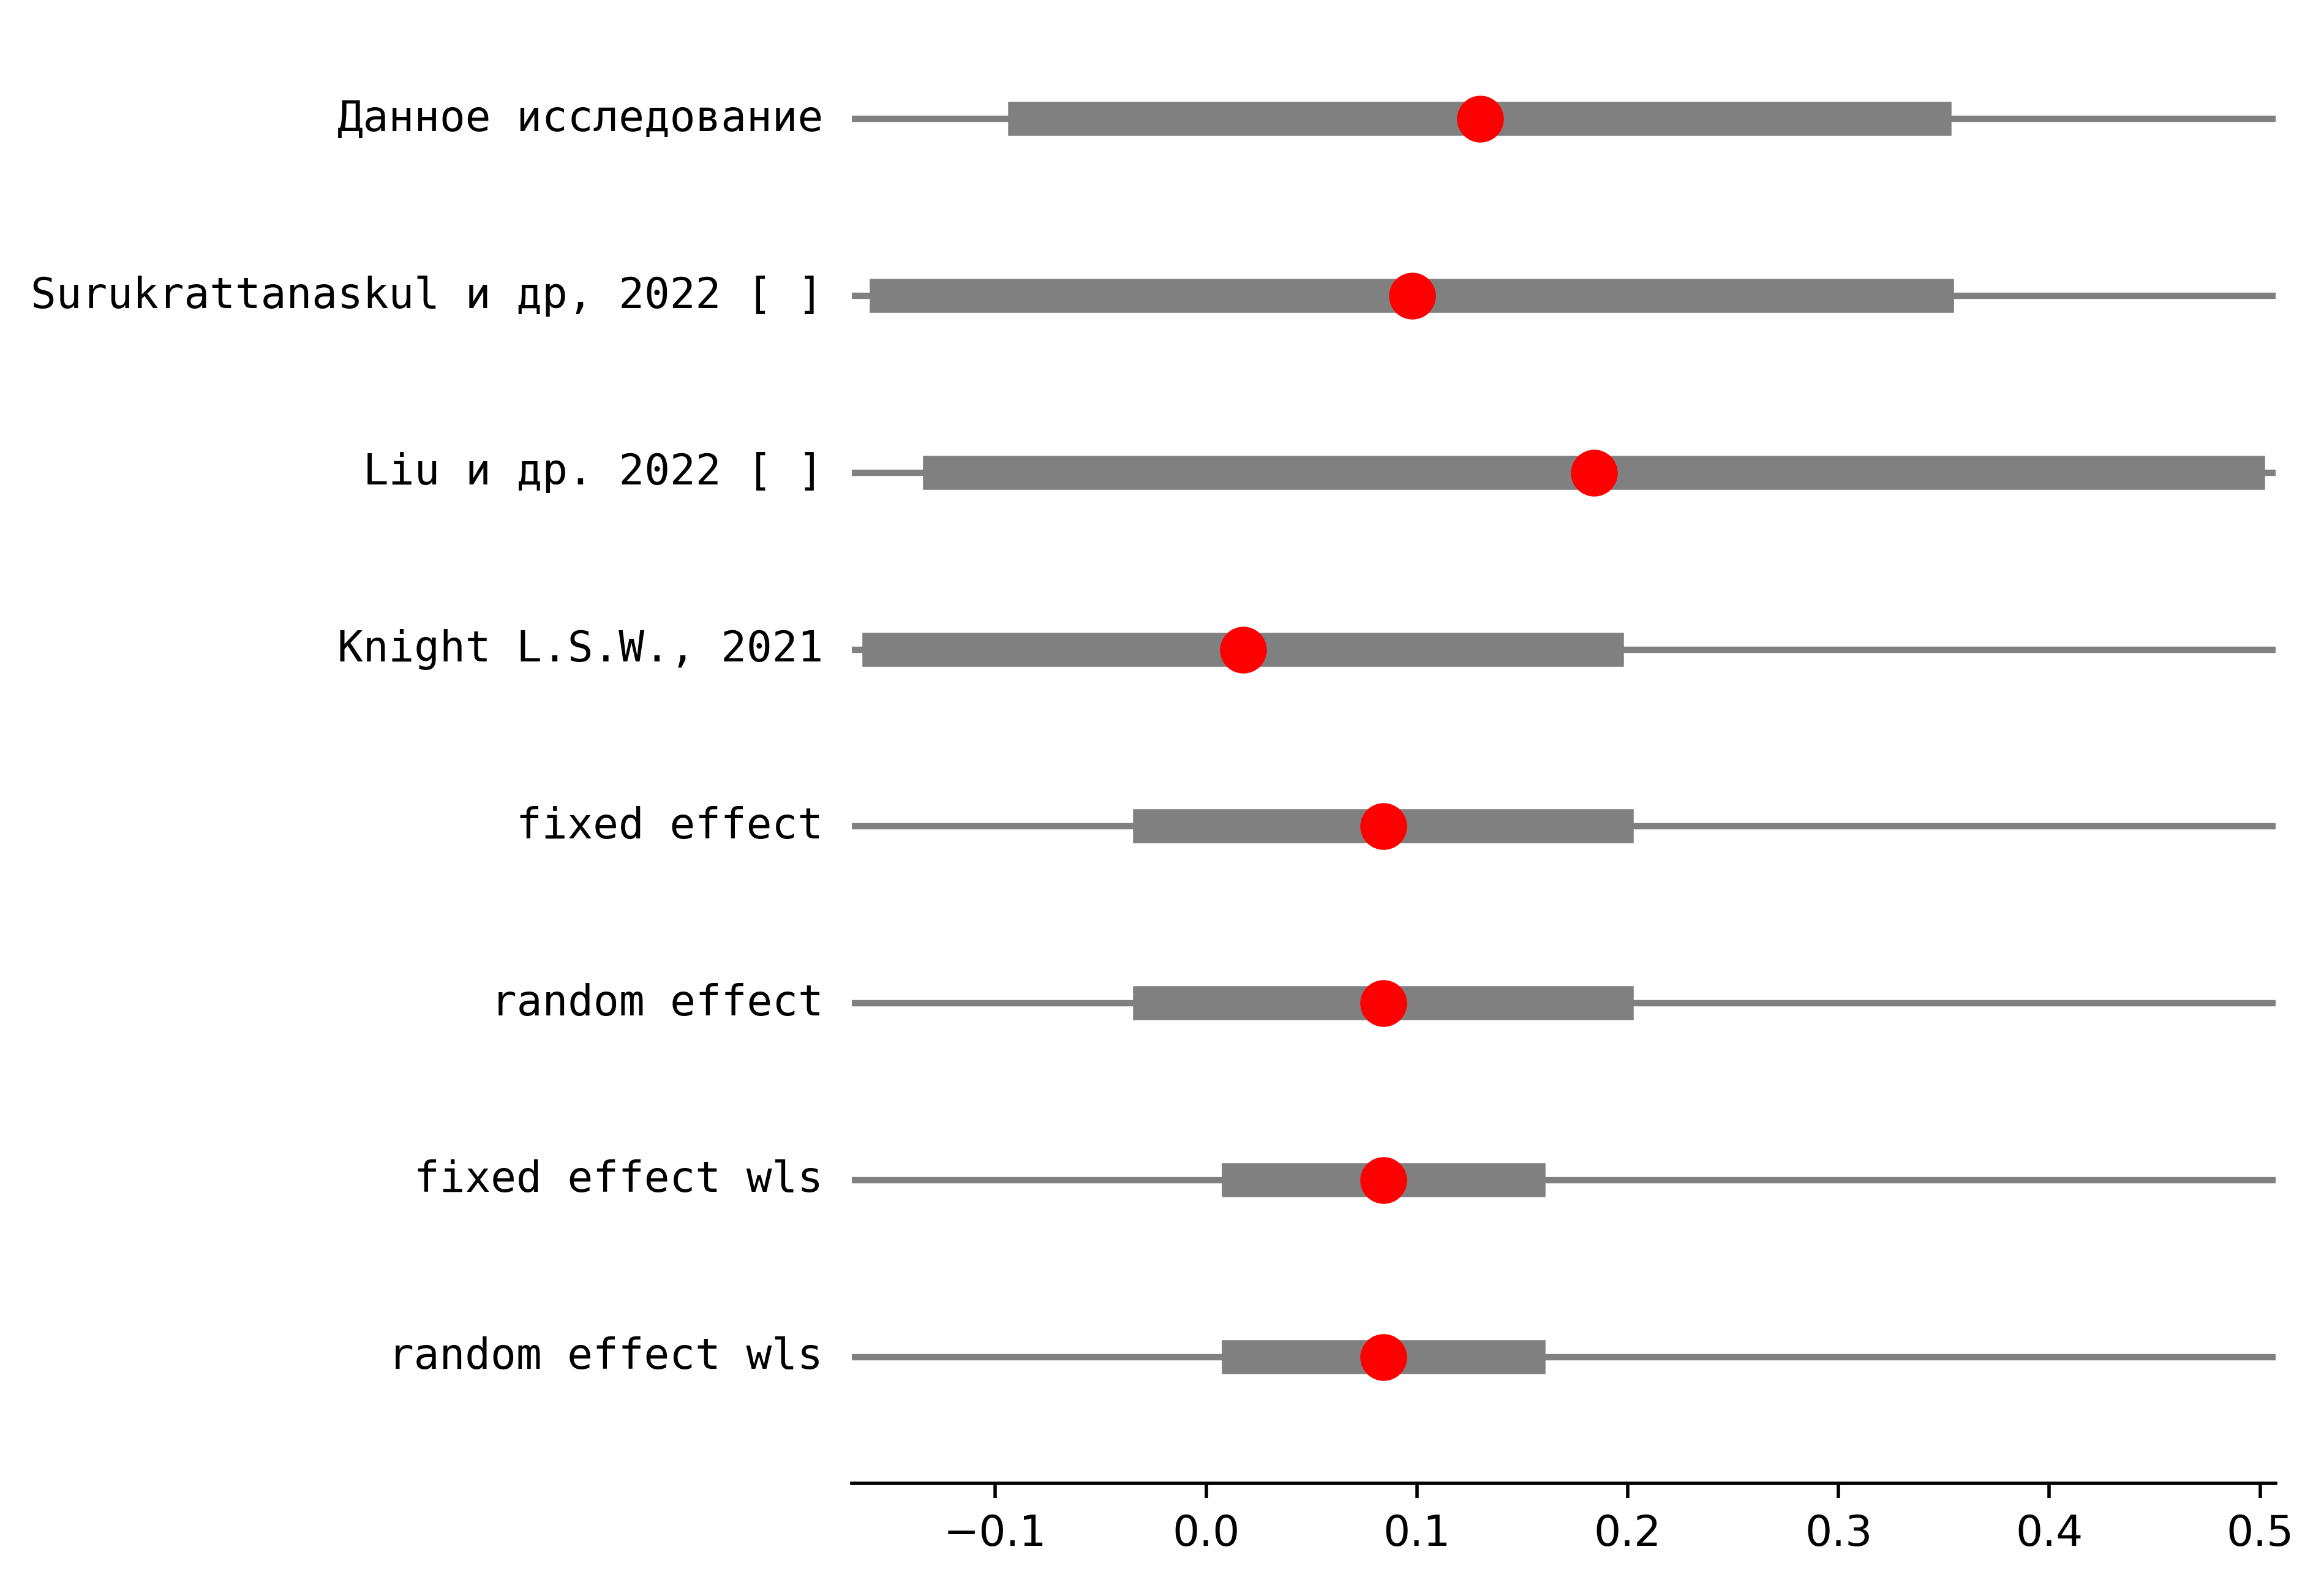 Данное исследование
Surukrattanaskul и др, 2022 [ ]
Liu и др. 2022 [ ]
Knight L.S.W., 2021
fixed effect
random effect
fixed effect wls
random effect wls
−0.1 0.0 0.1 0.2 0.3 0.4 0.5